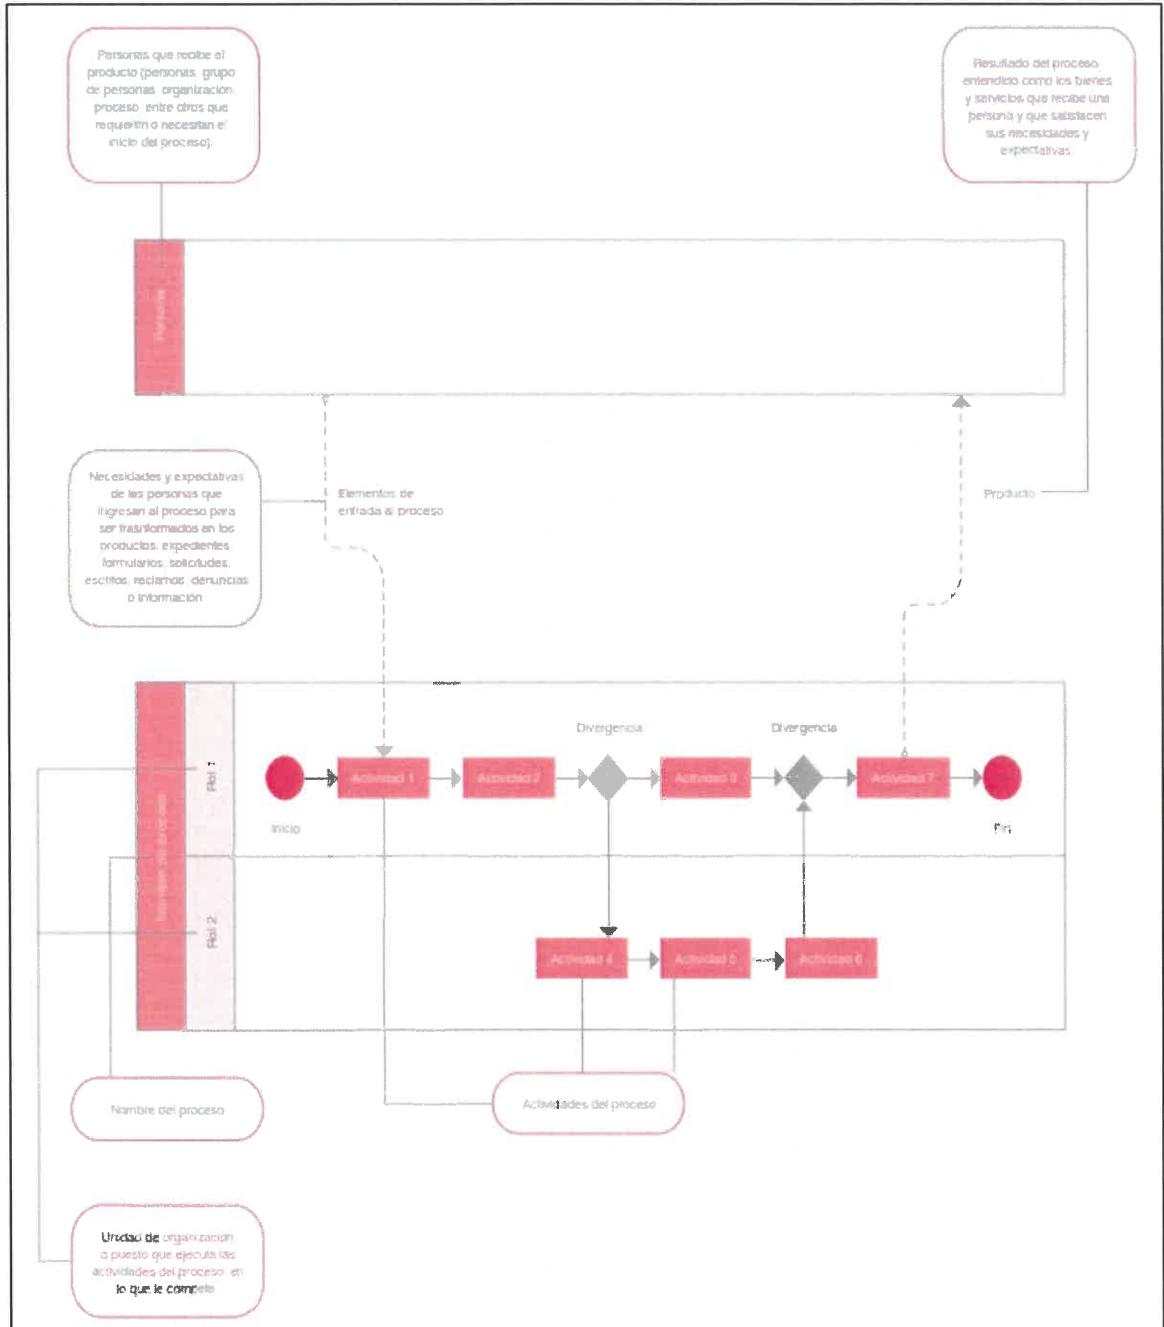 Personas que recibe el
producto (personas, grupo
de personas, organización,
proceso, entre otros que
requieren o necesitan el
inicio del proceso)
Resultado del proceso,
entendido como los bienes
y servicios que recibe una
persona y que satisfacen
sus necesidades y
expectativas
Necesidades y expectativas
de las personas que
ingresan al proceso para
ser trasformados en los
productos, expedientes,
formularios, solicitudes,
escritos, reclamos, denuncias
o información
Elementos de
entrada al proceso
Producto
Divergencia
Divergencia
Rol 1
Actividad 1
Actividad 2
Actividad 3
Actividad 7
Inicio
Fin
Rol 2
Actividad 4
Actividad 5
Actividad 6
Nombre del proceso
Actividades del proceso
Unidad de organización
o puesto que ejecuta las
actividades del proceso, en
lo que le compete